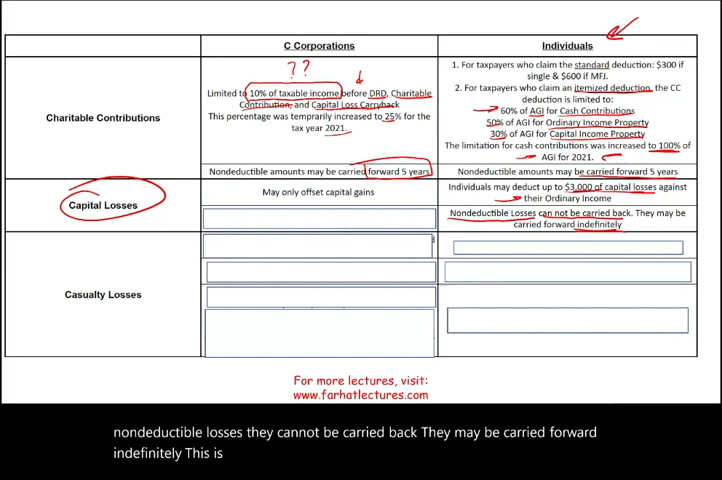 C Corporations
Individuals
Charitable Contributions
? ?
Limited to 10% of taxable income before DRD, Charitable
Contribution, and Capital Loss Carryback
This percentage was temprarily increased to 25% for the
tax year 2021.
1. For taxpayers who claim the standard deduction: $300 if
single & $600 if MFJ.
2. For taxpayers who claim an itemized deduction, the CC
deduction is limited to:
60% of AGI for Cash Contributions
50% of AGI for Ordinary Income Property
30% of AGI for Capital Income Property
The limitation for cash contributions was increased to 100% of
AGI for 2021.
Nondeductible amounts may be carried forward 5 years
Nondeductible amounts may be carried forward 5 years
Capital Losses
May only offset capital gains
Individuals may deduct up to $3,000 of capital losses against
their Ordinary Income
Nondeductible Losses can not be carried back. They may be
carried forward indefinitely
Casualty Losses
For more lectures, visit:
www.farhatlectures.com
nondeductible losses they cannot be carried back They may be carried forward
indefinitely This is